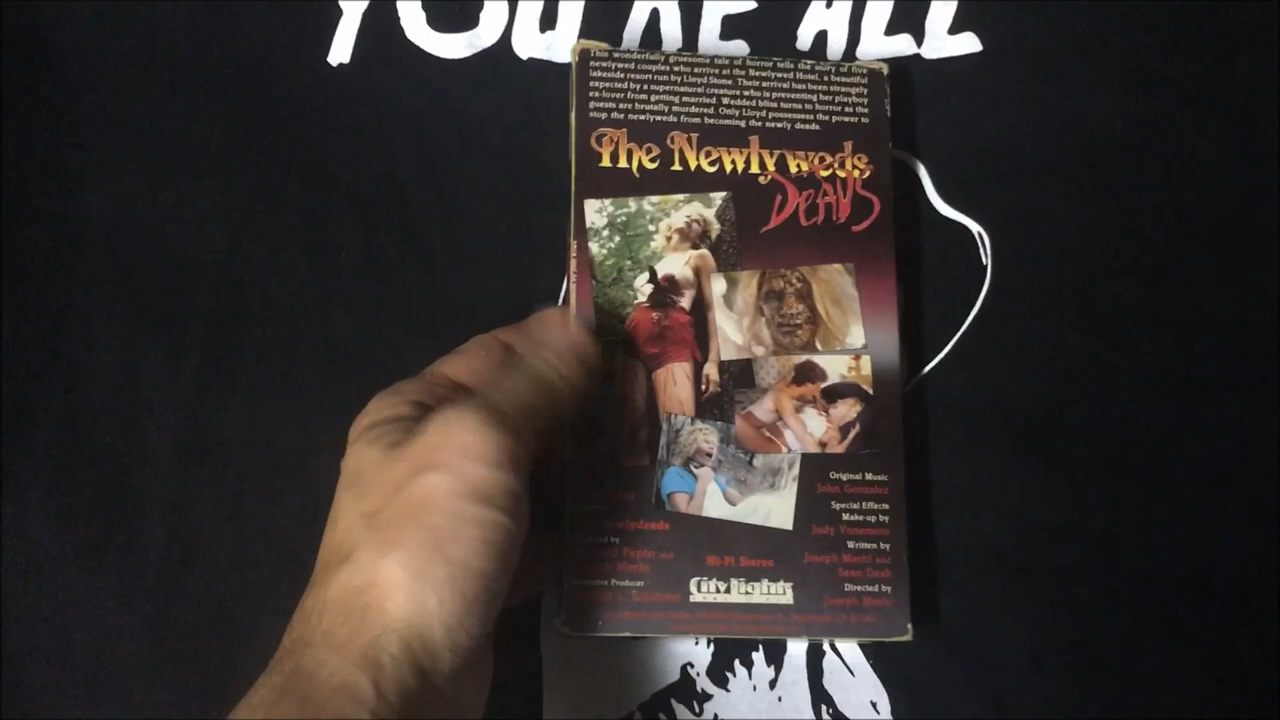 YOU'RE ALL
This wonderfully gruesome tale of horror tells the story of five
newlywed couples who arrive at the Newlywed Hotel, a beautiful
lakeside resort run by Lloyd Stone. Their arrival has been strangely
expected by a supernatural creature who is preventing her playboy
ex-lover from getting married. Wedded bliss turns to horror as the
guests are brutally murdered. Only Lloyd possesses the power to
stop the newlyweds from becoming the newly deads.
The Newlyweds
DeADS
Original Music
John Gonzalez
Special Effects
Make-up by
Judy Yonemoto
Written by
Joseph Merhi and
Sean Dash
Directed by
Joseph Merhi
Newlydeads
Pepin with
Merhi
Producer
Hi-Fi Stereo
City Lights